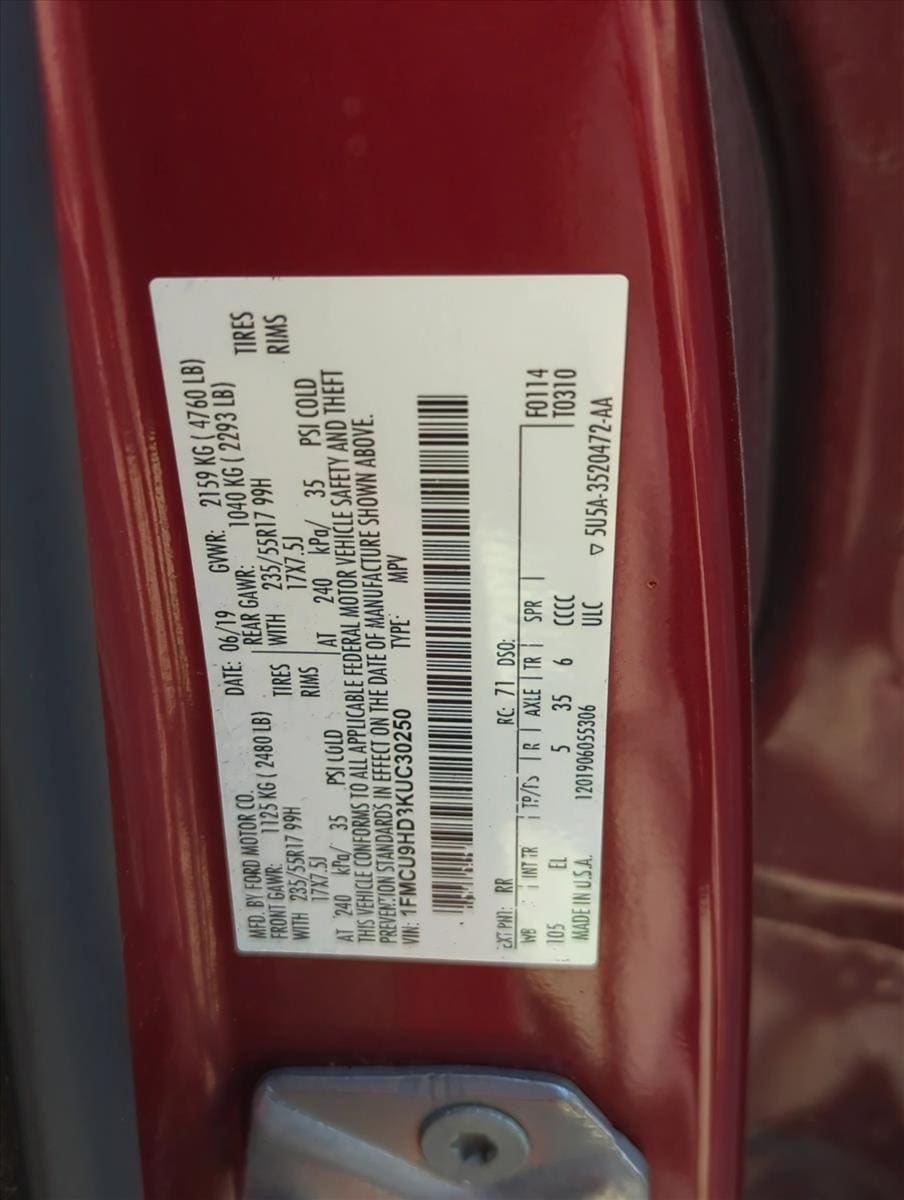 MFD. BY FORD MOTOR CO.
DATE: 06/19 GVWR: 2159 KG ( 4760 LB)
FRONT GAWR: 1125 KG ( 2480 LB) REAR GAWR: 1040 KG ( 2293 LB)
WITH 235/55R17 99H TIRES WITH 235/55R17 99H TIRES
17X7.5J RIMS 17X7.5J RIMS
AT 240 kPa/ 35 PSI COLD AT 240 kPa/ 35 PSI COLD
THIS VEHICLE CONFORMS TO ALL APPLICABLE FEDERAL MOTOR VEHICLE SAFETY AND THEFT
PREVENTION STANDARDS IN EFFECT ON THE DATE OF MANUFACTURE SHOWN ABOVE.
VIN: 1FMCU9HD3KUC30250 TYPE: MPV
EXT PNT: RR RC: 71 DSO: F0114
WB INT TR TP/PS R AXLE TR SPR T0310
105 EL 5 35 6 CCCC
MADE IN U.S.A. 1201906055306 ULC ▽ 5U5A-3520472-AA